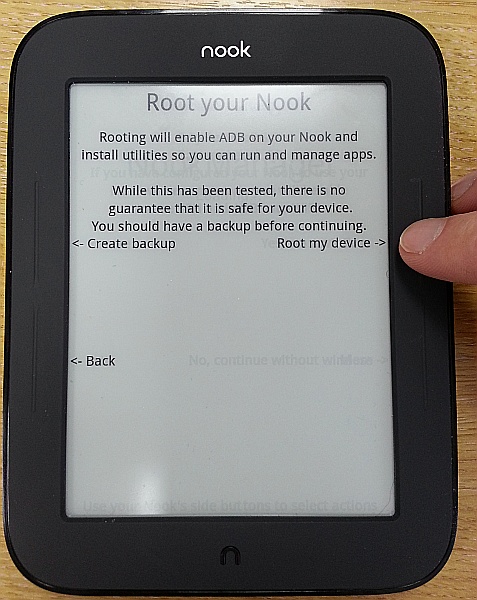 nook
Root your Nook
Rooting will enable ADB on your Nook and
install utilities so you can run and manage apps.
While this has been tested, there is no
guarantee that it is safe for your device.
You should have a backup before continuing.
<- Create backup Root my device ->
<- Back No, continue without wireless ->
Use your Nook's side buttons to select actions